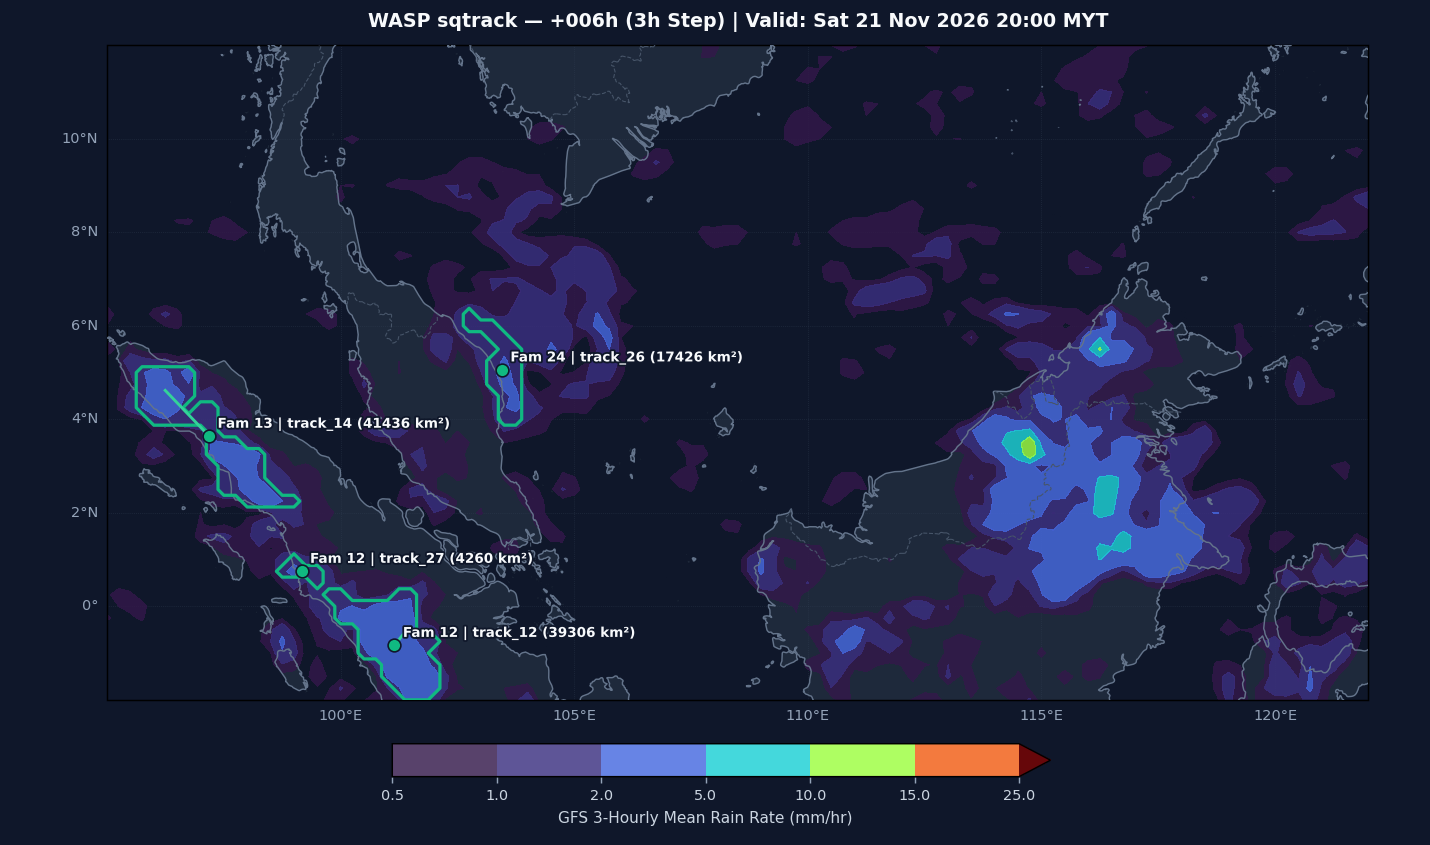 WASP sqtrack — +006h (3h Step) | Valid: Sat 21 Nov 2026 20:00 MYT
10°N
8°N
6°N
Fam 24 | track_26 (17426 km²)
4°N
Fam 13 | track_14 (41436 km²)
2°N
Fam 12 | track_27 (4260 km²)
0°
Fam 12 | track_12 (39306 km²)
100°E 105°E 110°E 115°E 120°E
0.5 1.0 2.0 5.0 10.0 15.0 25.0
GFS 3-Hourly Mean Rain Rate (mm/hr)